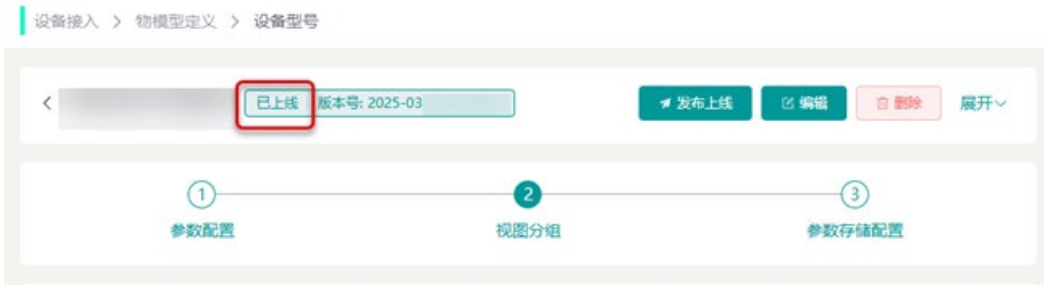 设备接入 > 物模型定义 > 设备型号
< 已上线 版本号: 2025-03 发布上线 编辑 删除 展开
1 2 3
参数配置 视图分组 参数存储配置